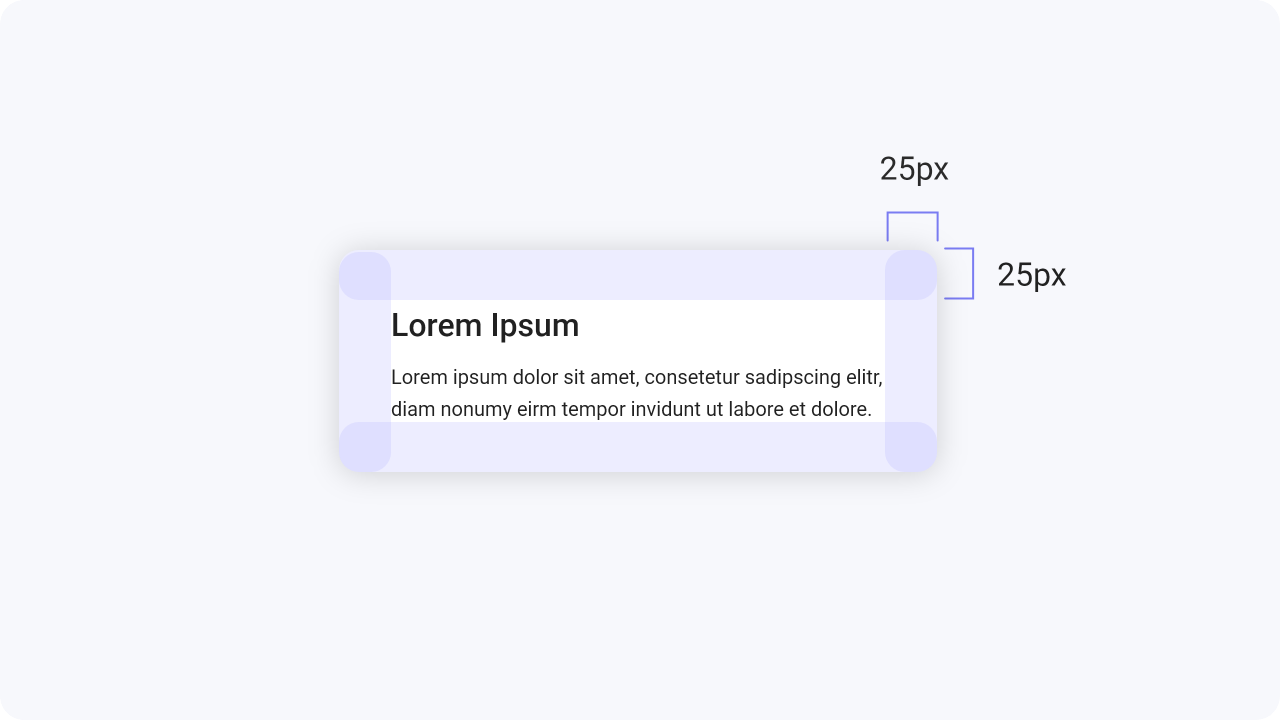 25px
25px
Lorem Ipsum
Lorem ipsum dolor sit amet, consetetur sadipscing elitr,
diam nonumy eirm tempor invidunt ut labore et dolore.